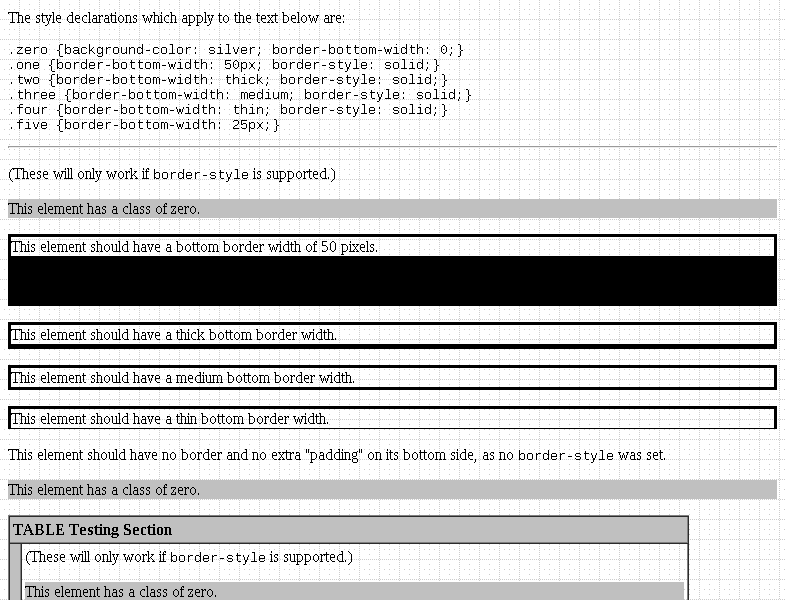 The style declarations which apply to the text below are:
.zero {background-color: silver; border-bottom-width: 0;}
.one {border-bottom-width: 50px; border-style: solid;}
.two {border-bottom-width: thick; border-style: solid;}
.three {border-bottom-width: medium; border-style: solid;}
.four {border-bottom-width: thin; border-style: solid;}
.five {border-bottom-width: 25px;}
(These will only work if border-style is supported.)
This element has a class of zero.
This element should have a bottom border width of 50 pixels.
This element should have a thick bottom border width.
This element should have a medium bottom border width.
This element should have a thin bottom border width.
This element should have no border and no extra "padding" on its bottom side, as no border-style was set.
This element has a class of zero.
TABLE Testing Section
(These will only work if border-style is supported.)
This element has a class of zero.